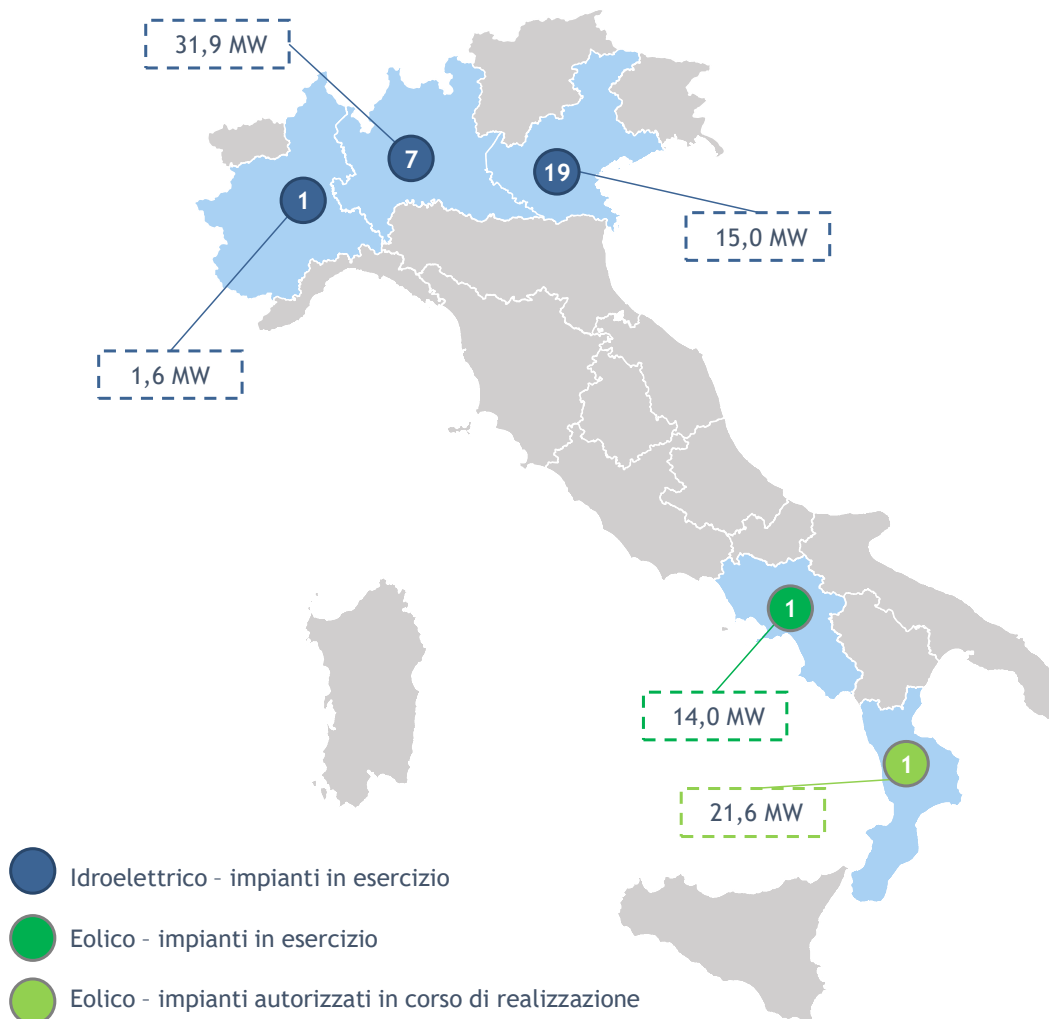 31,9 MW
7
1
19
15,0 MW
1,6 MW
1
14,0 MW
1
21,6 MW
Idroelettrico - impianti in esercizio
Eolico - impianti in esercizio
Eolico - impianti autorizzati in corso di realizzazione